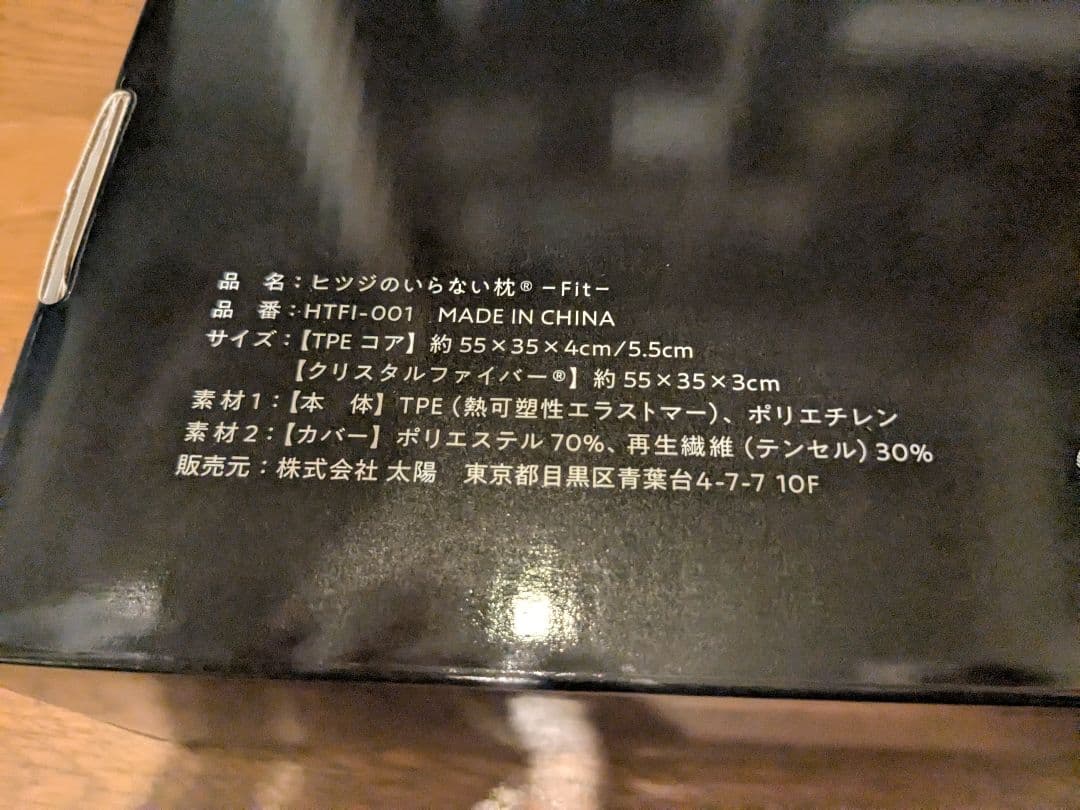 品　名：ヒツジのいらない枕® －Fit－
品　番：HTFI-001　MADE IN CHINA
サイズ：【TPE コア】約 55×35×4cm/5.5cm
【クリスタルファイバー®】約 55×35×3cm
素材1：【本　体】TPE（熱可塑性エラストマー）、ポリエチレン
素材2：【カバー】ポリエステル 70%、再生繊維（テンセル）30%
販売元：株式会社 太陽　東京都目黒区青葉台4-7-7 10F